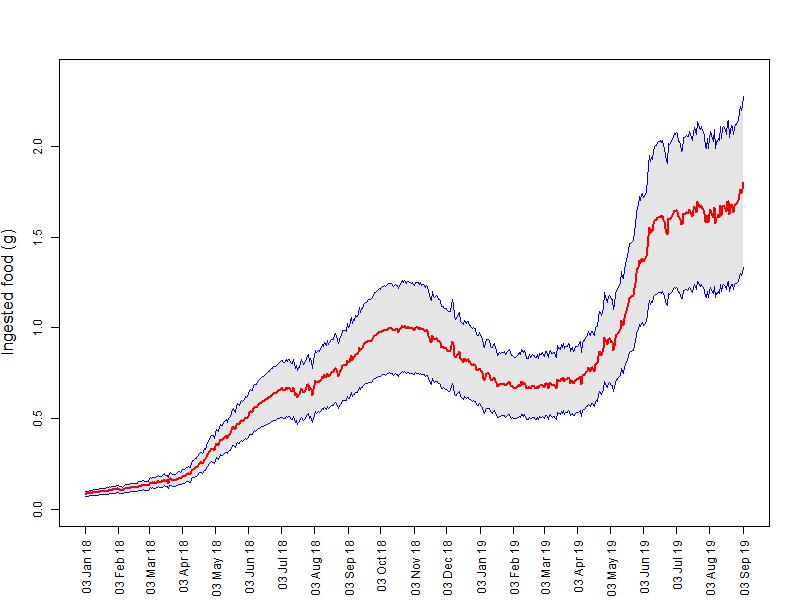 Ingested food (g)
2.0
1.5
1.0
0.5
0.0
03 Jan 18
03 Feb 18
03 Mar 18
03 Apr 18
03 May 18
03 Jun 18
03 Jul 18
03 Aug 18
03 Sep 18
03 Oct 18
03 Nov 18
03 Dec 18
03 Jan 19
03 Feb 19
03 Mar 19
03 Apr 19
03 May 19
03 Jun 19
03 Jul 19
03 Aug 19
03 Sep 19